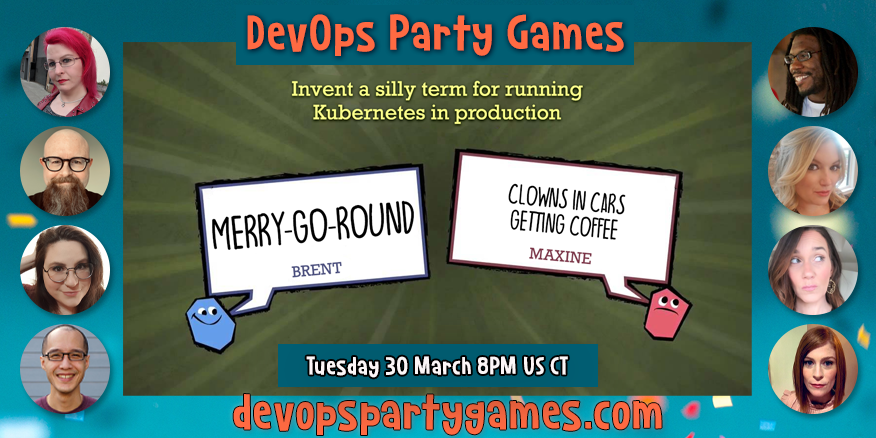 DevOps Party Games
Invent a silly term for running
Kubernetes in production
MERRY-GO-ROUND
BRENT
CLOWNS IN CARS
GETTING COFFEE
MAXINE
Tuesday 30 March 8PM US CT
devopspartygames.com